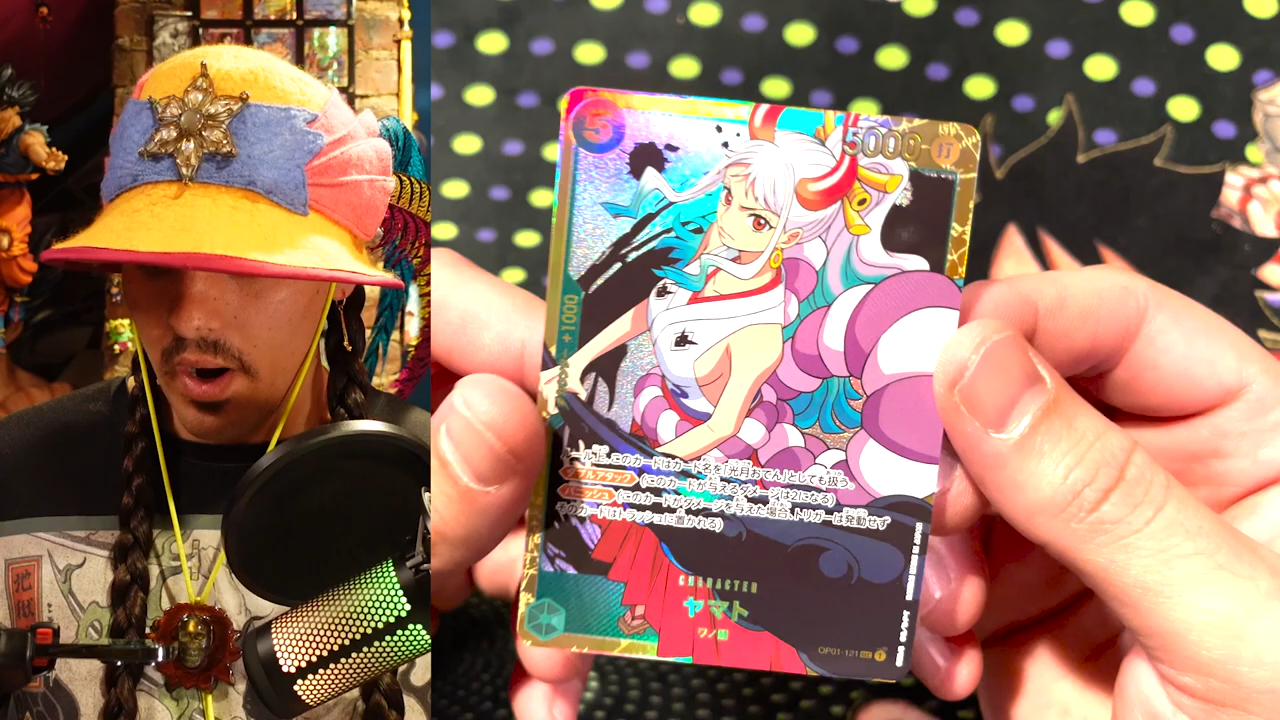 地獄
5
5000
打
+1000
ルール上、このカードはカード名を「光月おでん」としても扱う。
ダブルアタック (このカードが与えるダメージは2になる)
バニッシュ (このカードがダメージを与えた場合、トリガーは発動せず
そのカードはトラッシュに置かれる)
CHARACTER
ヤマト
ワノ国
OP01-121 SEC